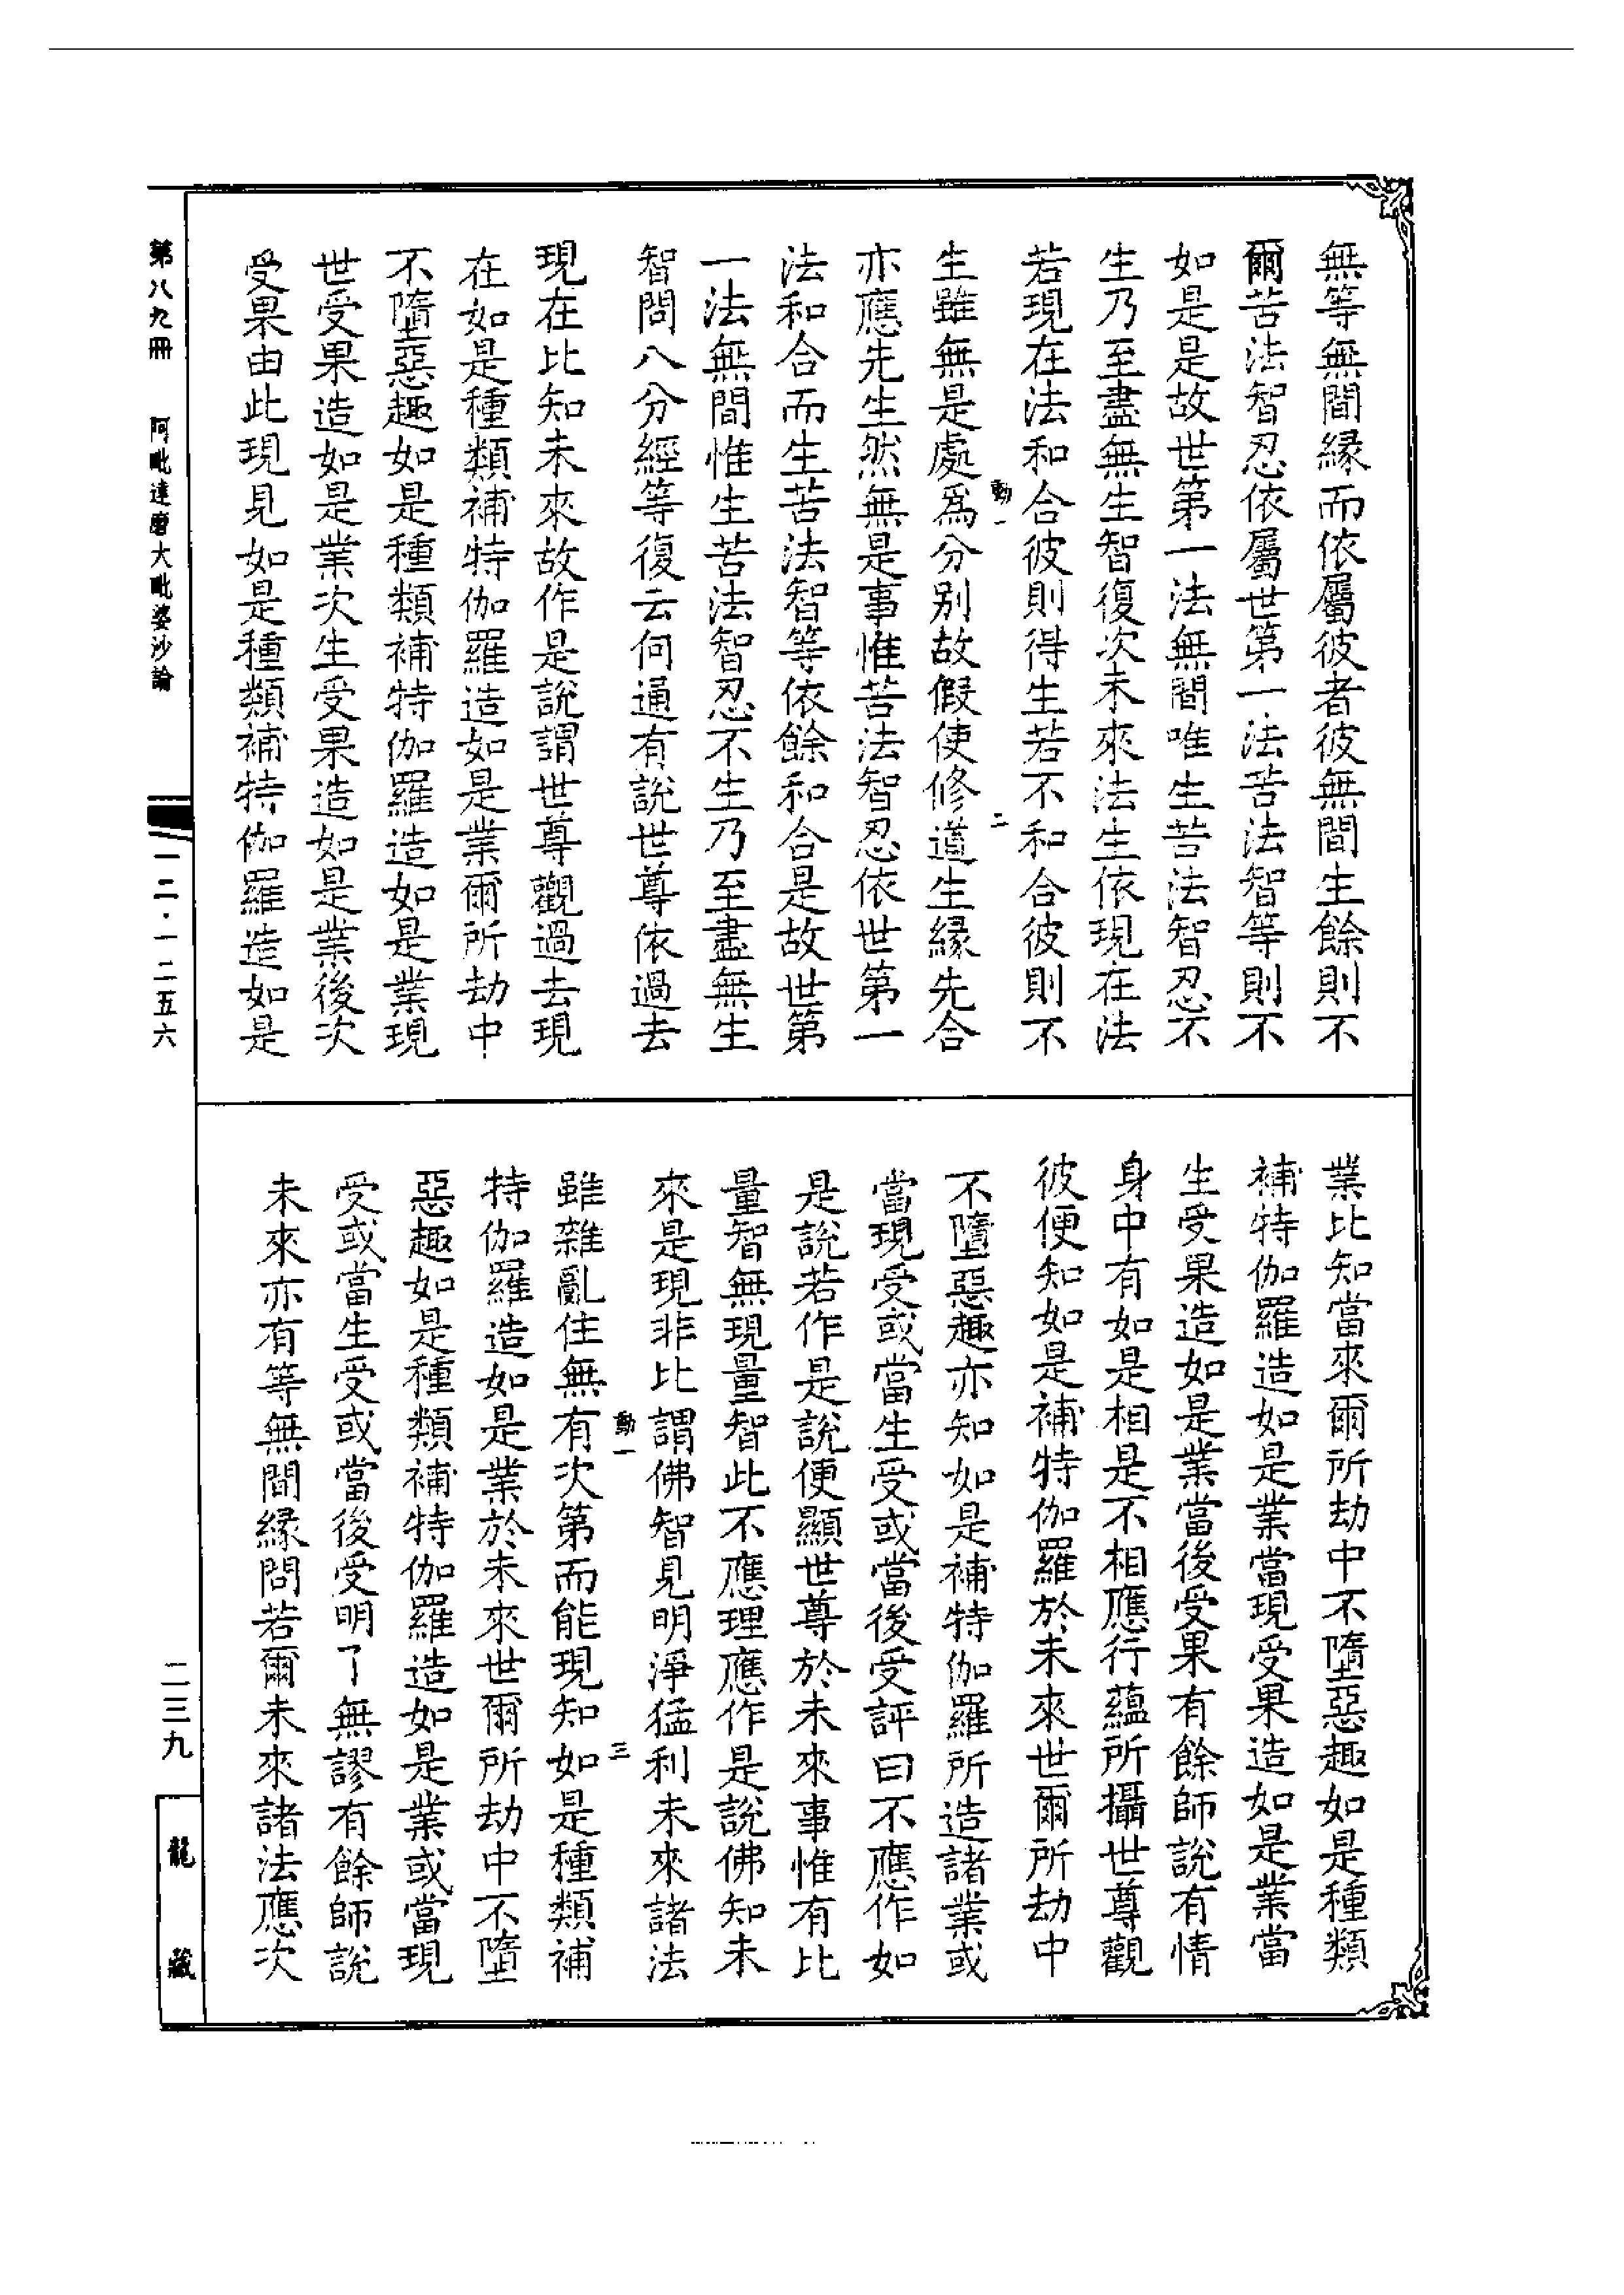 無等無間緣而依屬彼者彼無間生餘則不
爾苦法智忍依屬世第一法苦法智等則不
如是是故世第一法無間唯生苦法智忍不
生乃至盡無生智復次未來法生依現在法
若現在法和合彼則得生若不和合彼則不
動一
二
生雖無是處爲分別故假使修道生緣先合
亦應先生然無是事惟苦法智忍依世第一
法和合而生苦法智等依餘和合是故世第
一法無間惟生苦法智忍不生乃至盡無生
智問八分經等復云何通有說世尊依過去
現在比知未來故作是說謂世尊觀過去現
在如是種類補特伽羅造如是業爾所劫中
不墮惡趣如是種類補特伽羅造如是業現
世受果造如是業次生受果造如是業後次
受果由此現見如是種類補特伽羅造如是
業比知當來爾所劫中不墮惡趣如是種類
補特伽羅造如是業當現受果造如是業當
生受果造如是業當後受果有餘師說有情
身中有如是相是不相應行蘊所攝世尊觀
彼便知如是補特伽羅於未來世爾所劫中
不墮惡趣亦知如是補特伽羅所造諸業或
當現受或當生受或當後受評曰不應作如
是說若作是說便顯世尊於未來事惟有比
量智無現量智此不應理應作是說佛知未
來是現非比謂佛智見明淨猛利未來諸法
動一
三
雖雜亂住無有次第而能現知如是種類補
特伽羅造如是業於未來世爾所劫中不墮
惡趣如是種類補特伽羅造如是業或當現
受或當生受或當後受明了無謬有餘師說
未來亦有等無間緣問若爾未來諸法應次
第八九冊 阿毗達磨大毗婆沙論
一二·一二五六
二三九
龍藏